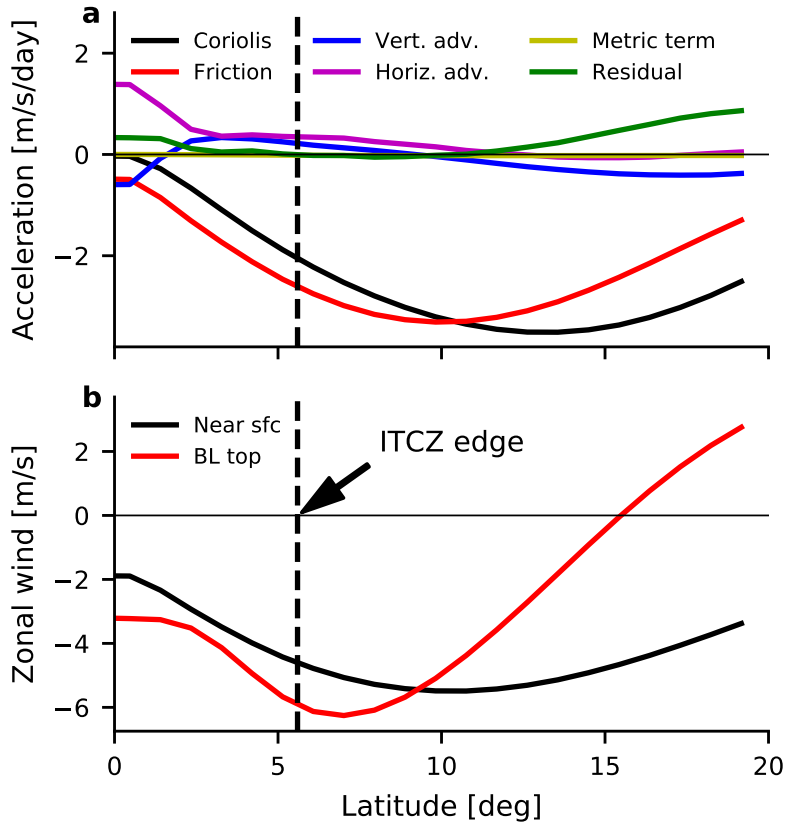 a
Coriolis Vert. adv. Metric term
Friction Horiz. adv. Residual
Acceleration [m/s/day]
2
0
−2
b
Near sfc
BL top
ITCZ edge
Zonal wind [m/s]
2
0
−2
−4
−6
0 5 10 15 20
Latitude [deg]